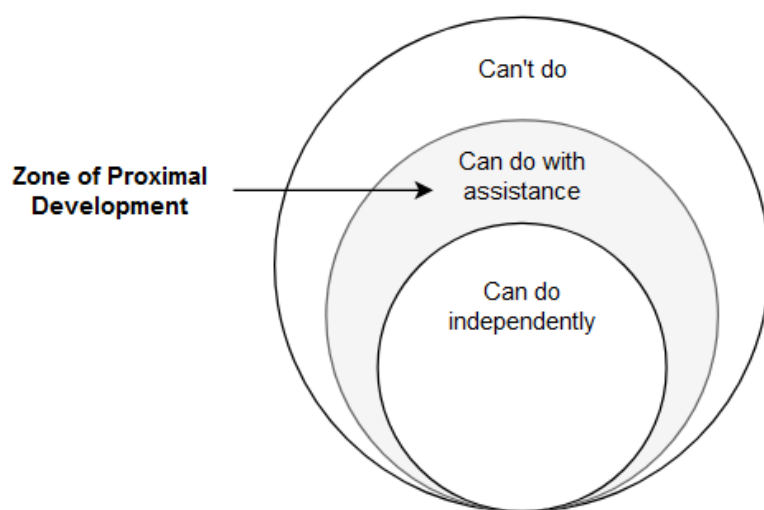 Can't do
Can do with
assistance
Zone of Proximal
Development
Can do
independently